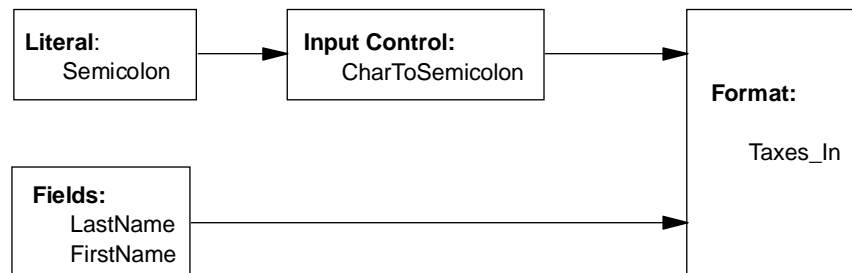 Literal:
Semicolon
Input Control:
CharToSemicolon
Format:
Taxes_In
Fields:
LastName
FirstName